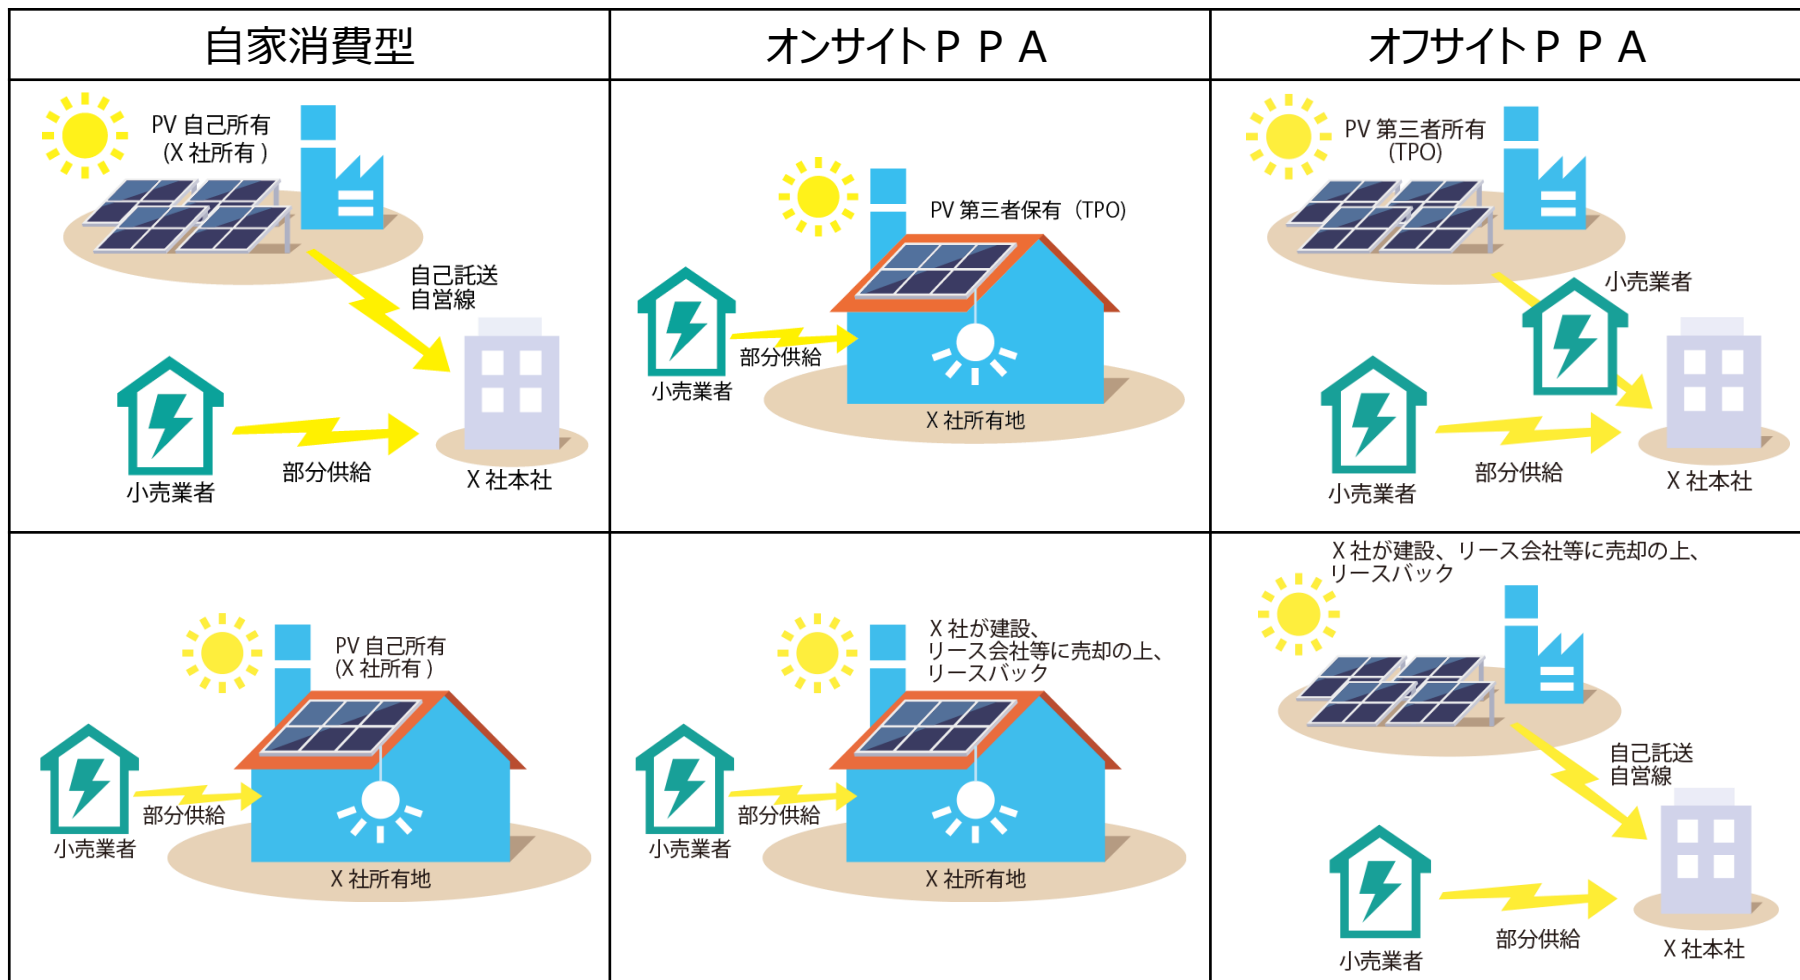 自家消費型
オンサイトＰＰＡ
オフサイトＰＰＡ
PV 自己所有
(X 社所有 )
自己託送
自営線
小売業者
部分供給
X 社本社
PV 第三者保有（TPO)
小売業者
部分供給
X 社所有地
PV 第三者所有
(TPO)
小売業者
小売業者
部分供給
X 社本社
PV 自己所有
(X 社所有 )
部分供給
小売業者
X 社所有地
X 社が建設、
リース会社等に売却の上、
リースバック
部分供給
小売業者
X 社所有地
X 社が建設、リース会社等に売却の上、
リースバック
自己託送
自営線
部分供給
小売業者
X 社本社